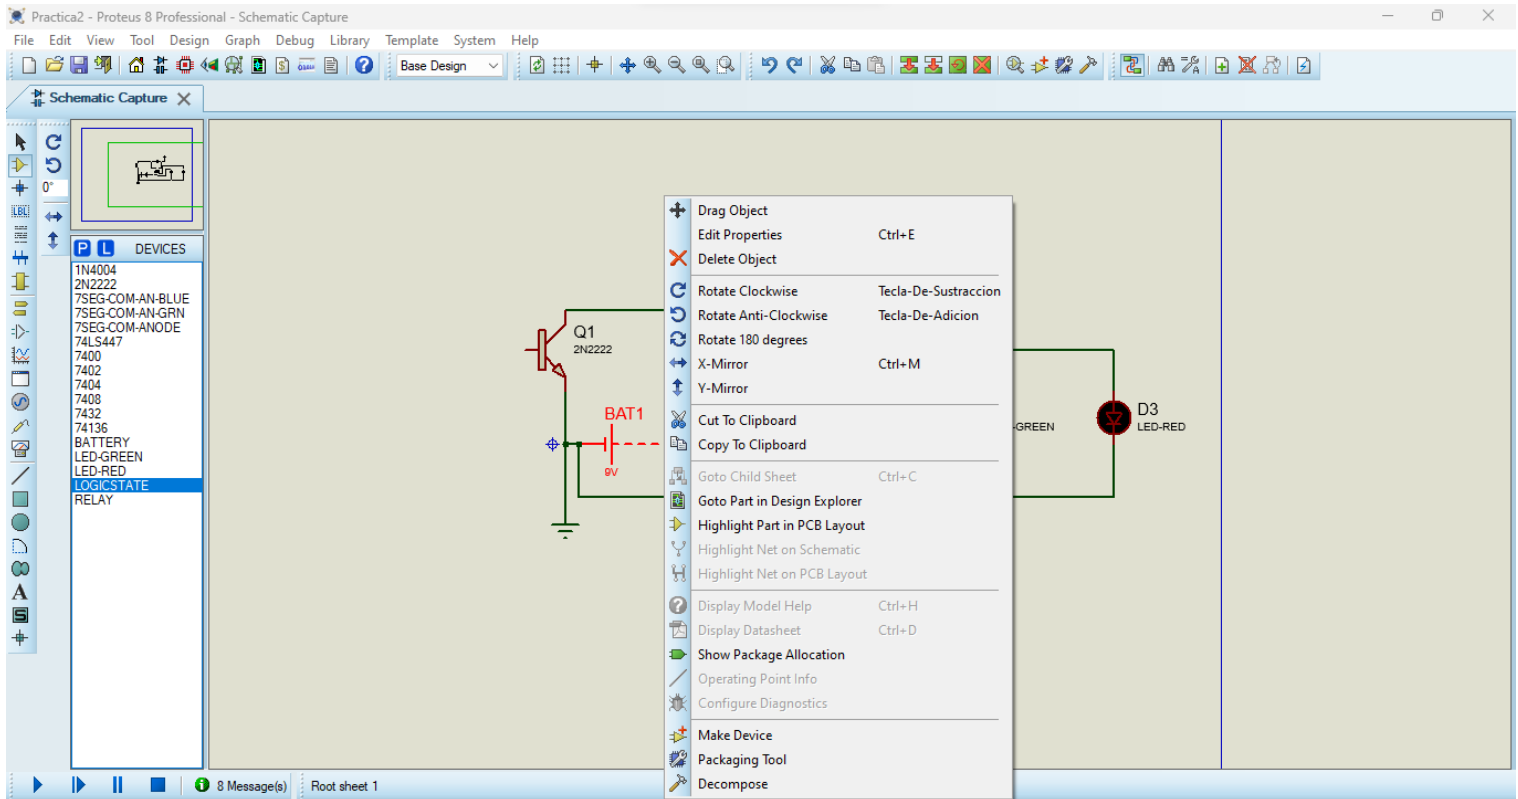 Practica2 - Proteus 8 Professional - Schematic Capture
File Edit View Tool Design Graph Debug Library Template System Help
Base Design
Schematic Capture
0°
LBL
P L DEVICES
1N4004
2N2222
7SEG-COM-AN-BLUE
7SEG-COM-AN-GRN
7SEG-COM-ANODE
74LS447
7400
7402
7404
7408
7432
74136
BATTERY
LED-GREEN
LED-RED
LOGICSTATE
RELAY
A
S
Q1
2N2222
BAT1
9V
Drag Object
Edit Properties Ctrl+E
Delete Object
Rotate Clockwise Tecla-De-Sustraccion
Rotate Anti-Clockwise Tecla-De-Adicion
Rotate 180 degrees
X-Mirror Ctrl+M
Y-Mirror
Cut To Clipboard
Copy To Clipboard
Goto Child Sheet Ctrl+C
Goto Part in Design Explorer
Highlight Part in PCB Layout
Highlight Net on Schematic
Highlight Net on PCB Layout
Display Model Help Ctrl+H
Display Datasheet Ctrl+D
Show Package Allocation
Operating Point Info
Configure Diagnostics
Make Device
Packaging Tool
Decompose
-GREEN
D3
LED-RED
8 Message(s) Root sheet 1